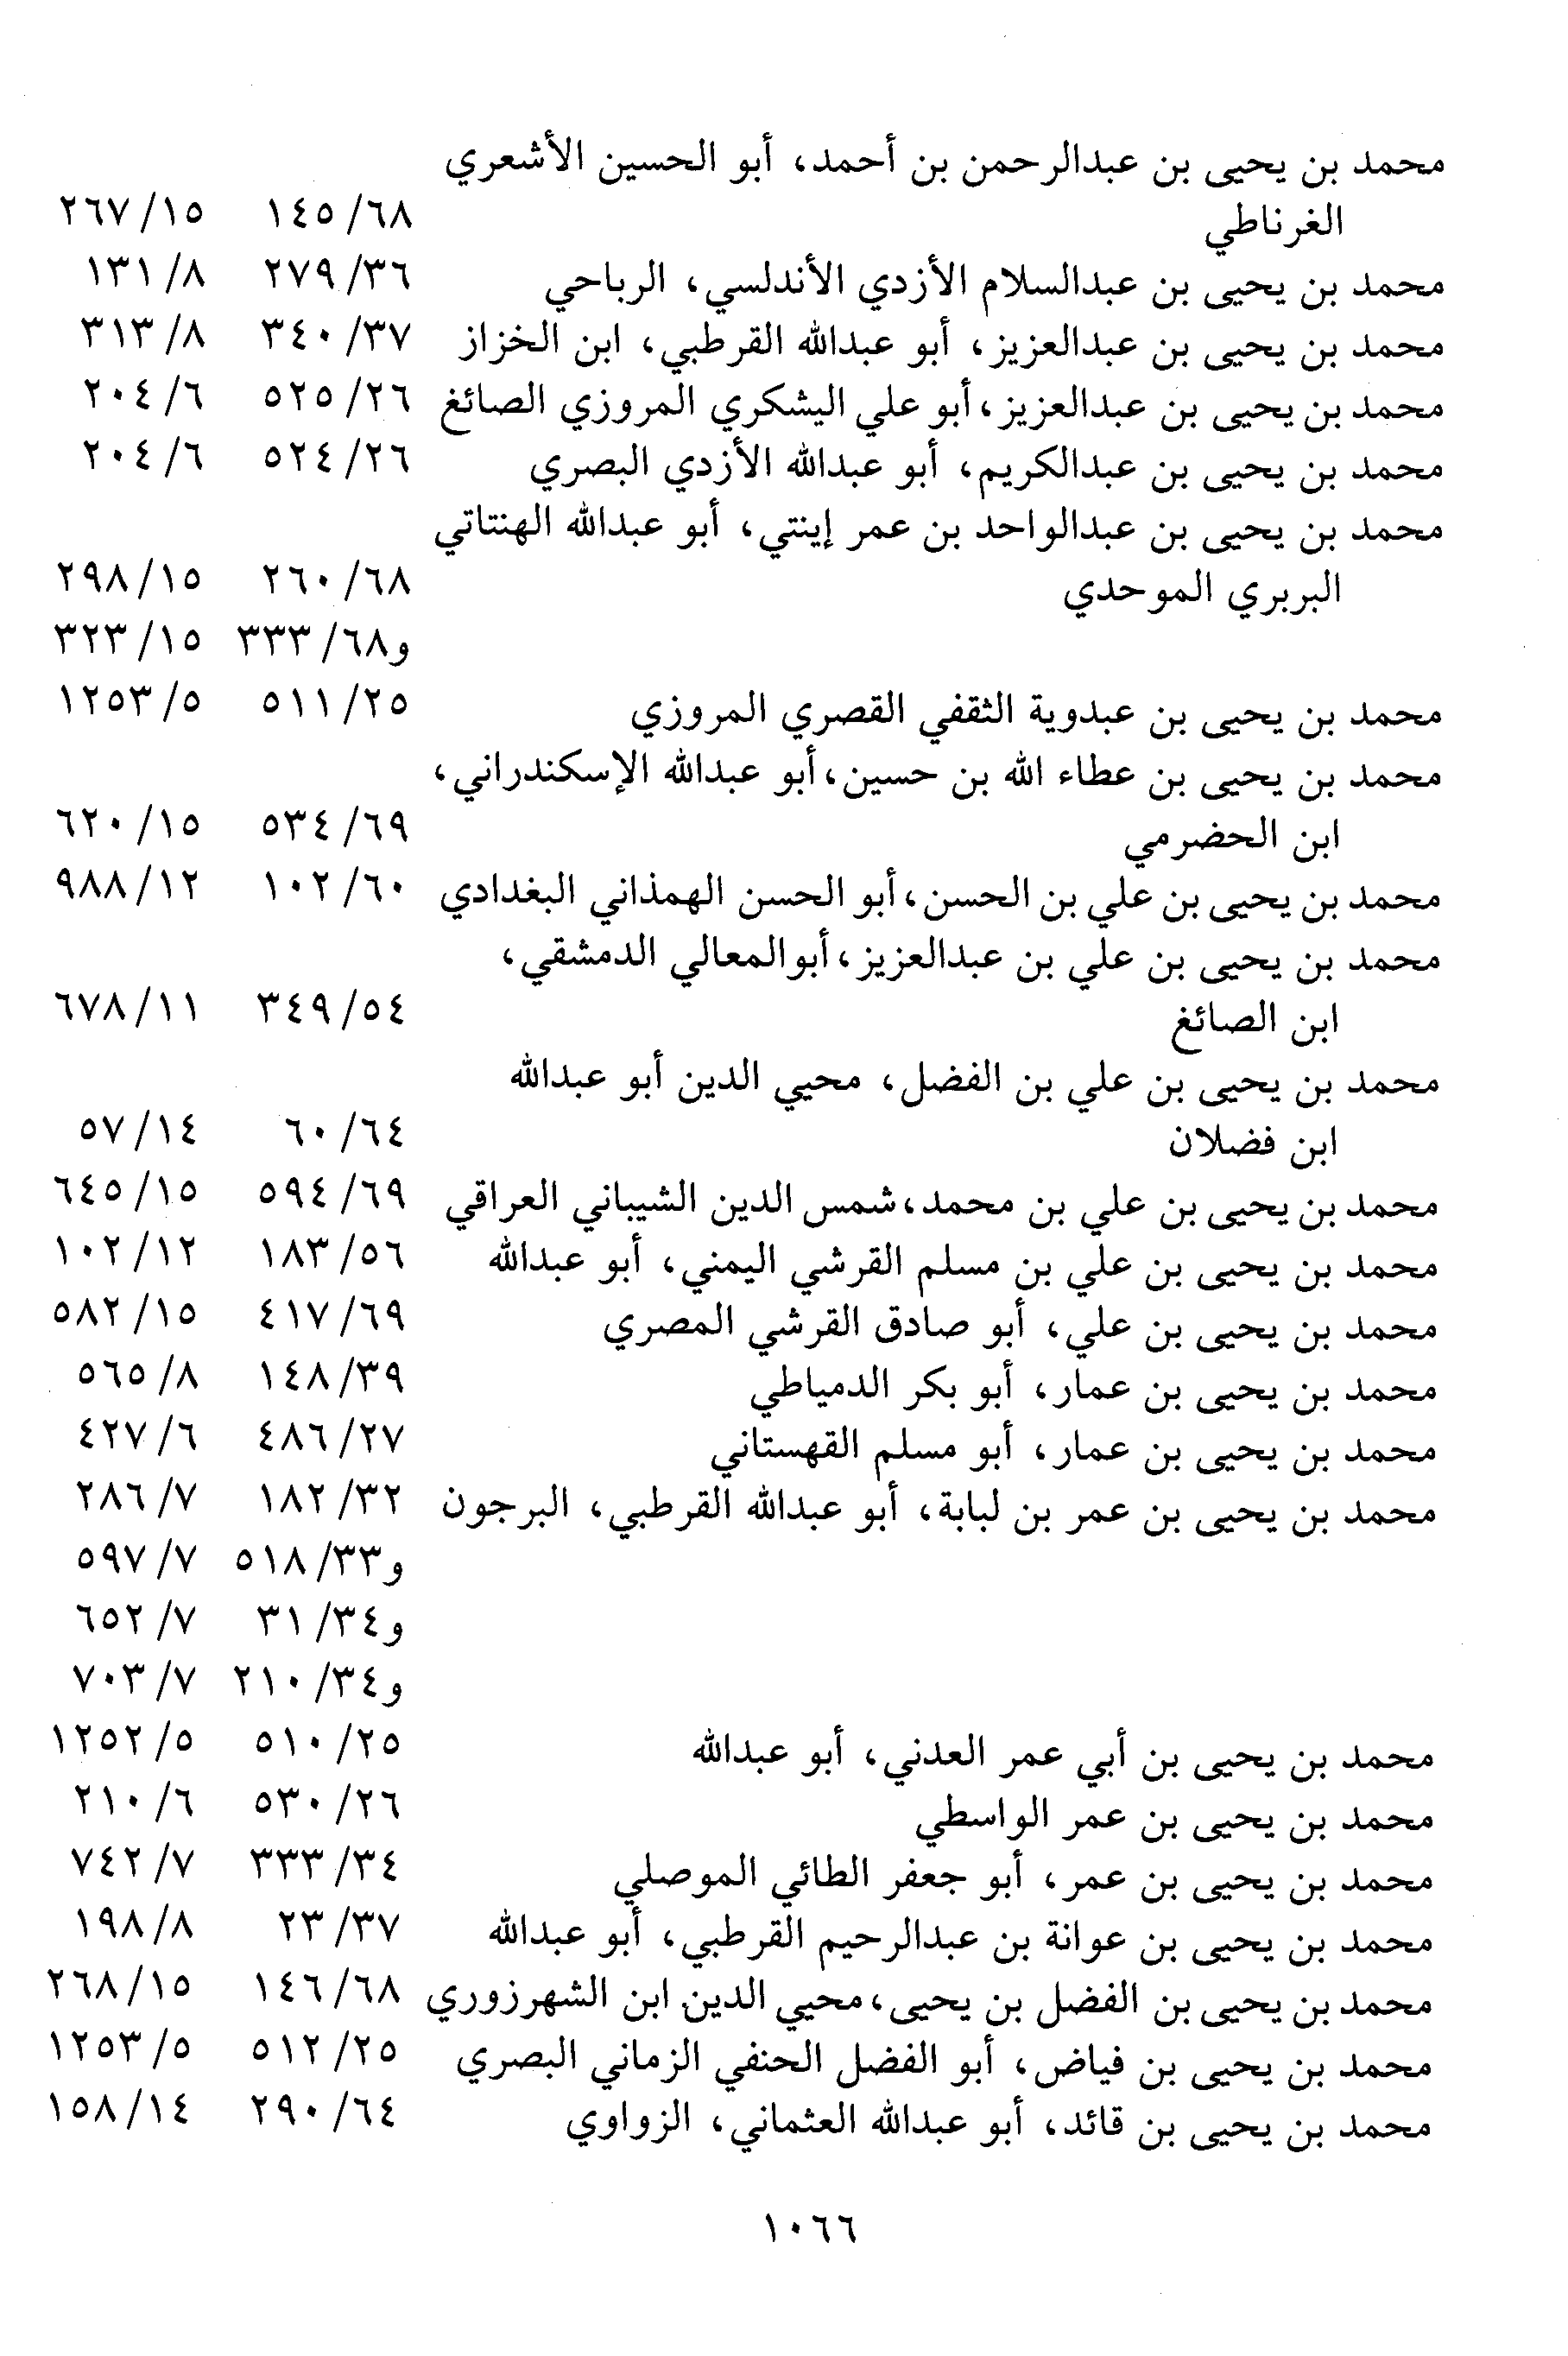 محمد بن يحيى بن عبدالرحمن بن أحمد، أبو الحسين الأشعري
الغرناطي ٦٨/ ١٤٥ ١٥/ ٢٦٧
محمد بن يحيى بن عبدالسلام الأزدي الأندلسي، الرباحي ٣٦/ ٢٧٩ ٨/ ١٣١
محمد بن يحيى بن عبدالعزيز، أبو عبدالله القرطبي، ابن الخزاز ٣٧/ ٣٤٠ ٨/ ٣١٣
محمد بن يحيى بن عبدالعزيز، أبو علي اليشكري المروزي الصائغ ٢٦/ ٥٢٥ ٦/ ٢٠٤
محمد بن يحيى بن عبدالكريم، أبو عبدالله الأزدي البصري ٢٦/ ٥٢٤ ٦/ ٢٠٤
محمد بن يحيى بن عبدالواحد بن عمر إينتي، أبو عبدالله الهنتاتي
البربري الموحدي ٦٨/ ٢٦٠ ١٥/ ٢٩٨
و٦٨/ ٣٣٣ ١٥/ ٣٢٣
محمد بن يحيى بن عبدوية الثقفي القصري المروزي ٢٥/ ٥١١ ٥/ ١٢٥٣
محمد بن يحيى بن عطاء الله بن حسين، أبو عبدالله الإسكندراني،
ابن الحضرمي ٦٩/ ٥٣٤ ١٥/ ٦٢٠
محمد بن يحيى بن علي بن الحسن، أبو الحسن الهمذاني البغدادي ٦٠/ ١٠٢ ١٢/ ٩٨٨
محمد بن يحيى بن علي بن عبدالعزيز، أبوالمعالي الدمشقي،
ابن الصائغ ٥٤/ ٣٤٩ ١١/ ٦٧٨
محمد بن يحيى بن علي بن الفضل، محيي الدين أبو عبدالله
ابن فضلان ٦٤/ ٦٠ ١٤/ ٥٧
محمد بن يحيى بن علي بن محمد، شمس الدين الشيباني العراقي ٦٩/ ٥٩٤ ١٥/ ٦٤٥
محمد بن يحيى بن علي بن مسلم القرشي اليمني، أبو عبدالله ٥٦/ ١٨٣ ١٢/ ١٠٢
محمد بن يحيى بن علي، أبو صادق القرشي المصري ٦٩/ ٤١٧ ١٥/ ٥٨٢
محمد بن يحيى بن عمار، أبو بكر الدمياطي ٣٩/ ١٤٨ ٨/ ٥٦٥
محمد بن يحيى بن عمار، أبو مسلم القهستاني ٢٧/ ٤٨٦ ٦/ ٤٢٧
محمد بن يحيى بن عمر بن لبابة، أبو عبدالله القرطبي، البرجون ٣٢/ ١٨٢ ٧/ ٢٨٦
و٣٣/ ٥١٨ ٧/ ٥٩٧
و٣٤/ ٣١ ٧/ ٦٥٢
و٣٤/ ٢١٠ ٧/ ٧٠٣
محمد بن يحيى بن أبي عمر العدني، أبو عبدالله ٢٥/ ٥١٠ ٥/ ١٢٥٢
محمد بن يحيى بن عمر الواسطي ٢٦/ ٥٣٠ ٦/ ٢١٠
محمد بن يحيى بن عمر، أبو جعفر الطائي الموصلي ٣٤/ ٣٣٣ ٧/ ٧٤٢
محمد بن يحيى بن عوانة بن عبدالرحيم القرطبي، أبو عبدالله ٣٧/ ٢٣ ٨/ ١٩٨
محمد بن يحيى بن الفضل بن يحيى، محيي الدين ابن الشهرزوري ٦٨/ ١٤٦ ١٥/ ٢٦٨
محمد بن يحيى بن فياض، أبو الفضل الحنفي الزماني البصري ٢٥/ ٥١٢ ٥/ ١٢٥٣
محمد بن يحيى بن قائد، أبو عبدالله العثماني، الزواوي ٦٤/ ٢٩٠ ١٤/ ١٥٨
١٠٦٦